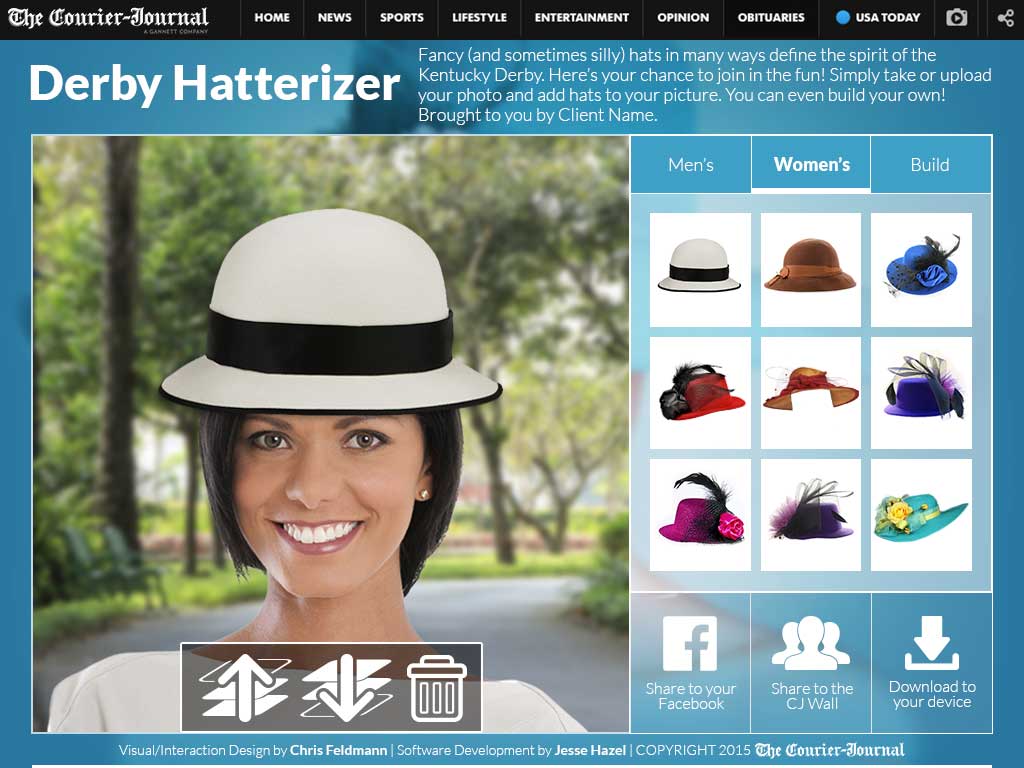 The Courier-Journal
A GANNETT COMPANY
HOME NEWS SPORTS LIFESTYLE ENTERTAINMENT OPINION OBITUARIES USA TODAY
Derby Hatterizer
Fancy (and sometimes silly) hats in many ways define the spirit of the
Kentucky Derby. Here's your chance to join in the fun! Simply take or upload
your photo and add hats to your picture. You can even build your own!
Brought to you by Client Name.
Men's Women's Build
Share to your
Facebook
Share to the
CJ Wall
Download to
your device
Visual/Interaction Design by Chris Feldmann | Software Development by Jesse Hazel | COPYRIGHT 2015 The Courier-Journal